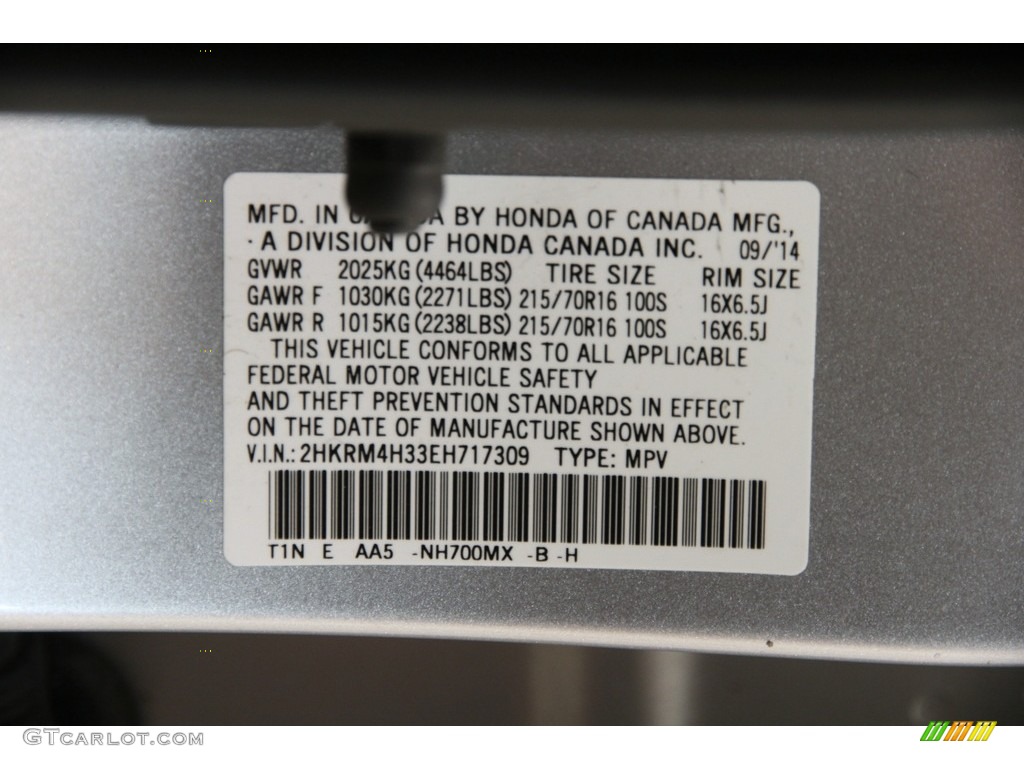 MFD. IN CANADA BY HONDA OF CANADA MFG.,
· A DIVISION OF HONDA CANADA INC. 09/'14
GVWR 2025KG (4464LBS) TIRE SIZE RIM SIZE
GAWR F 1030KG (2271LBS) 215/70R16 100S 16X6.5J
GAWR R 1015KG (2238LBS) 215/70R16 100S 16X6.5J
THIS VEHICLE CONFORMS TO ALL APPLICABLE
FEDERAL MOTOR VEHICLE SAFETY
AND THEFT PREVENTION STANDARDS IN EFFECT
ON THE DATE OF MANUFACTURE SHOWN ABOVE.
V.I.N.: 2HKRM4H33EH717309 TYPE: MPV
T1N E AA5 -NH700MX -B -H
GTcarlot.com